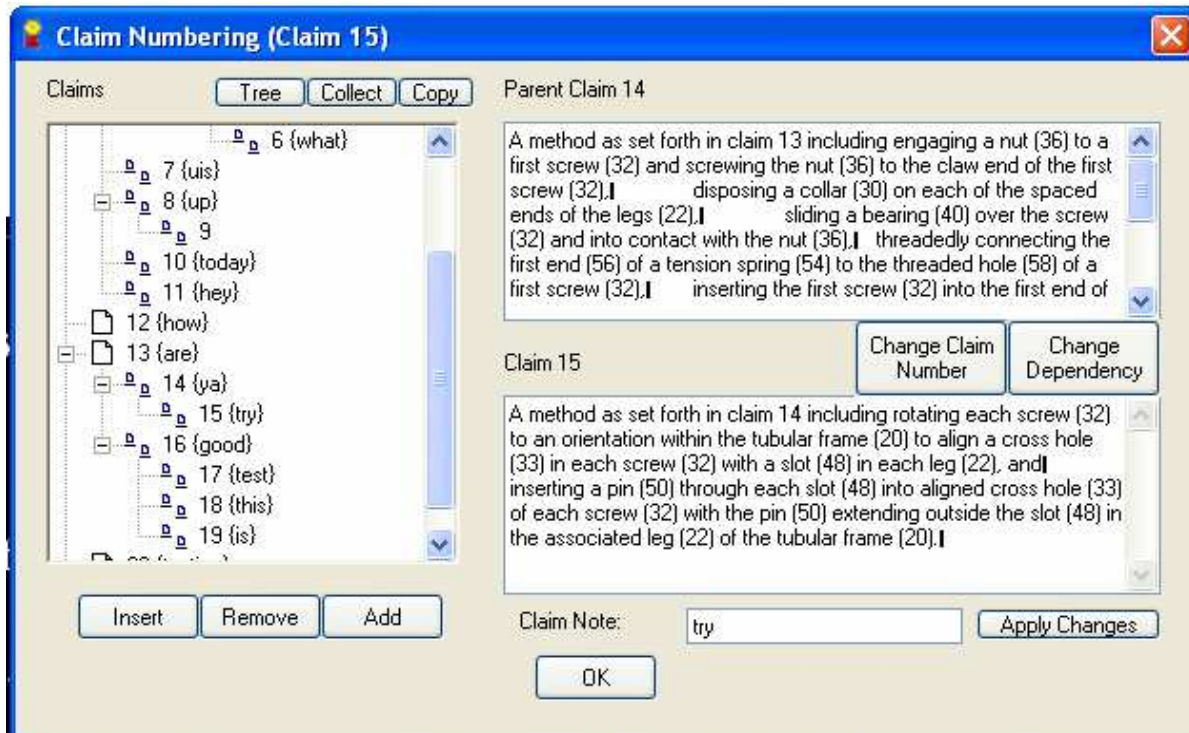 Claim Numbering (Claim 15)
Claims
Tree
Collect
Copy
6 {what}
7 {uis}
8 {up}
9
10 {today}
11 {hey}
12 {how}
13 {are}
14 {ya}
15 {try}
16 {good}
17 {test}
18 {this}
19 {is}
Insert
Remove
Add
Parent Claim 14
A method as set forth in claim 13 including engaging a nut (36) to a
first screw (32) and screwing the nut (36) to the claw end of the first
screw (32), disposing a collar (30) on each of the spaced
ends of the legs (22), sliding a bearing (40) over the screw
(32) and into contact with the nut (36), threadedly connecting the
first end (56) of a tension spring (54) to the threaded hole (58) of a
first screw (32), inserting the first screw (32) into the first end of
Claim 15
Change Claim
Number
Change
Dependency
A method as set forth in claim 14 including rotating each screw (32)
to an orientation within the tubular frame (20) to align a cross hole
(33) in each screw (32) with a slot (48) in each leg (22), and
inserting a pin (50) through each slot (48) into aligned cross hole (33)
of each screw (32) with the pin (50) extending outside the slot (48) in
the associated leg (22) of the tubular frame (20).
Claim Note:
try
Apply Changes
OK